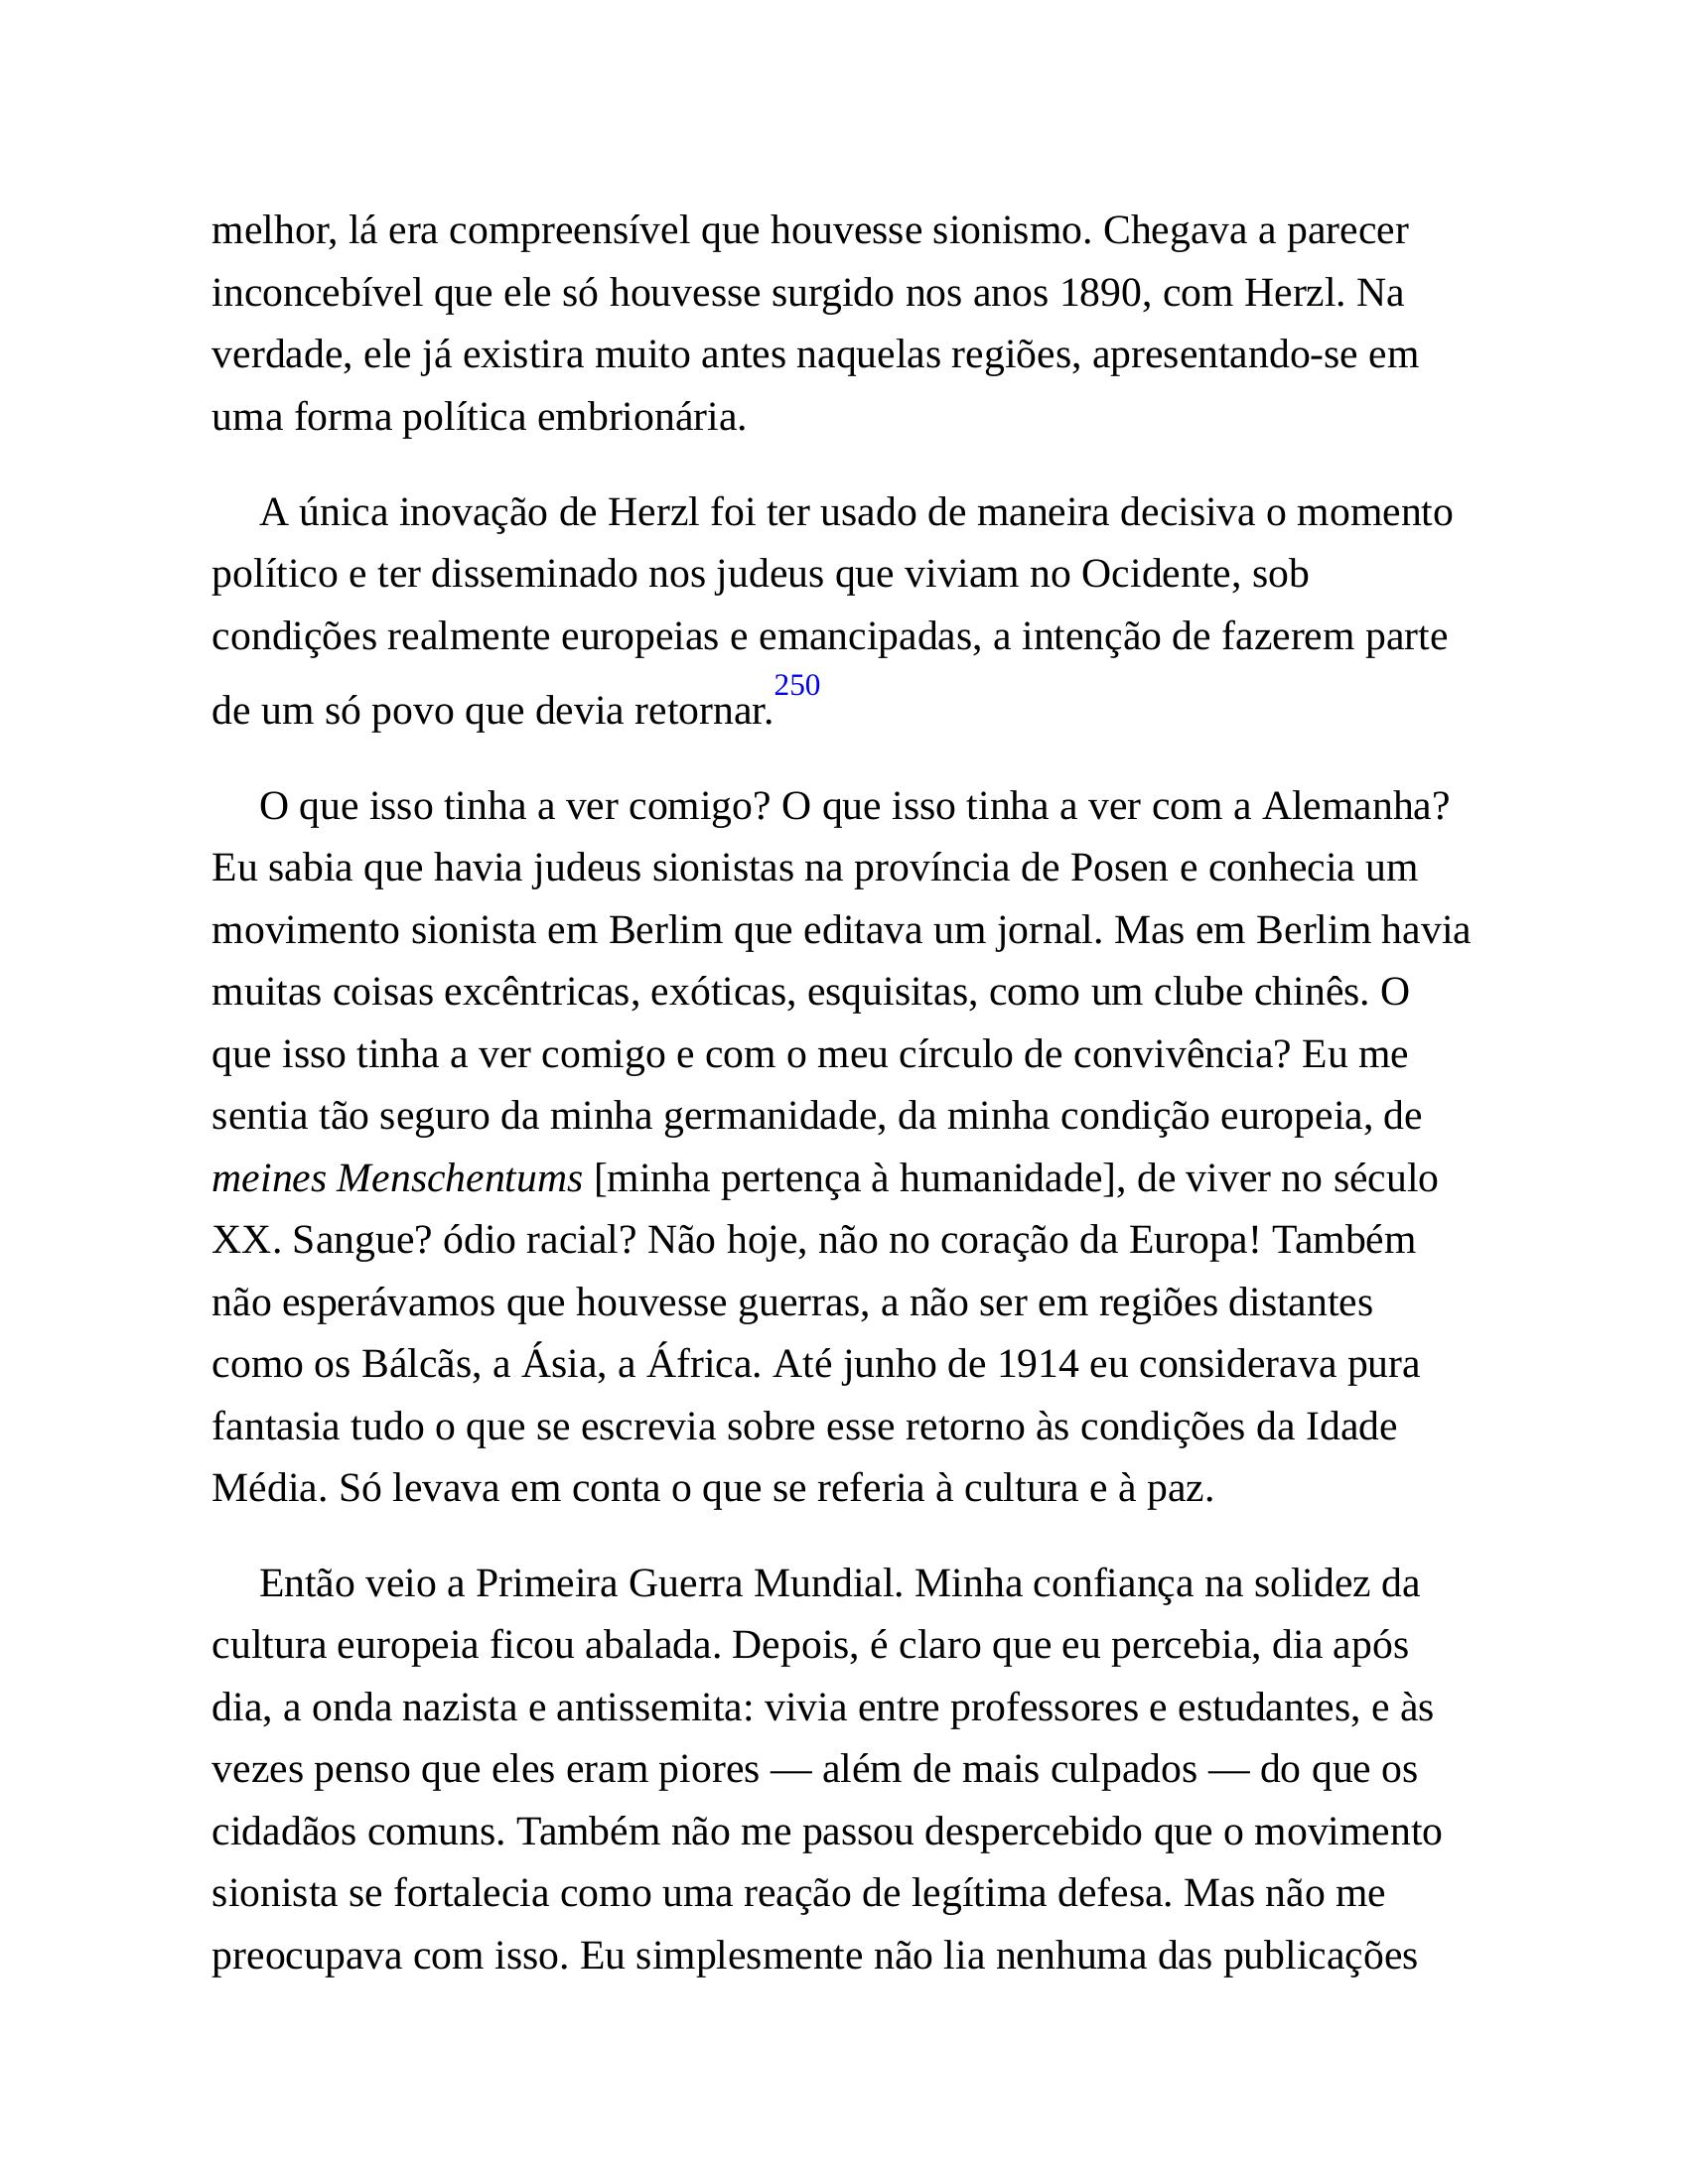 melhor, lá era compreensível que houvesse sionismo. Chegava a parecer
inconcebível que ele só houvesse surgido nos anos 1890, com Herzl. Na
verdade, ele já existira muito antes naquelas regiões, apresentando-se em
uma forma política embrionária.
A única inovação de Herzl foi ter usado de maneira decisiva o momento
político e ter disseminado nos judeus que viviam no Ocidente, sob
condições realmente europeias e emancipadas, a intenção de fazerem parte
de um só povo que devia retornar.250
O que isso tinha a ver comigo? O que isso tinha a ver com a Alemanha?
Eu sabia que havia judeus sionistas na província de Posen e conhecia um
movimento sionista em Berlim que editava um jornal. Mas em Berlim havia
muitas coisas excêntricas, exóticas, esquisitas, como um clube chinês. O
que isso tinha a ver comigo e com o meu círculo de convivência? Eu me
sentia tão seguro da minha germanidade, da minha condição europeia, de
meines Menschentums [minha pertença à humanidade], de viver no século
XX. Sangue? ódio racial? Não hoje, não no coração da Europa! Também
não esperávamos que houvesse guerras, a não ser em regiões distantes
como os Bálcãs, a Ásia, a África. Até junho de 1914 eu considerava pura
fantasia tudo o que se escrevia sobre esse retorno às condições da Idade
Média. Só levava em conta o que se referia à cultura e à paz.
Então veio a Primeira Guerra Mundial. Minha confiança na solidez da
cultura europeia ficou abalada. Depois, é claro que eu percebia, dia após
dia, a onda nazista e antissemita: vivia entre professores e estudantes, e às
vezes penso que eles eram piores — além de mais culpados — do que os
cidadãos comuns. Também não me passou despercebido que o movimento
sionista se fortalecia como uma reação de legítima defesa. Mas não me
preocupava com isso. Eu simplesmente não lia nenhuma das publicações